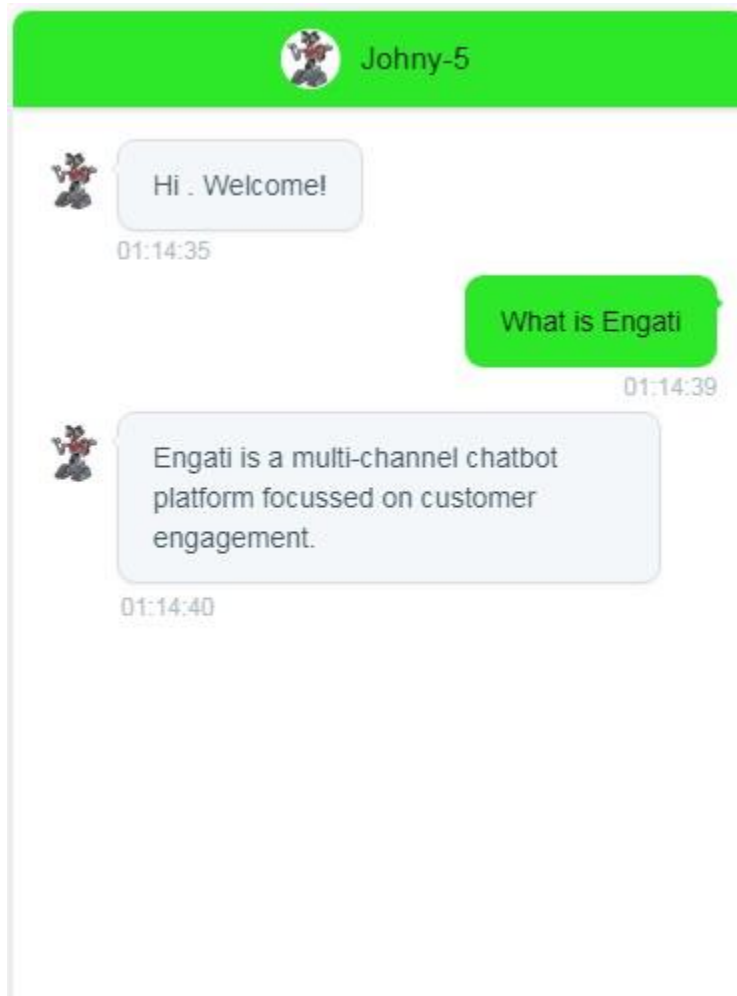 Johny-5
Hi . Welcome!
01:14:35
What is Engati
01:14:39
Engati is a multi-channel chatbot
platform focussed on customer
engagement.
01:14:40